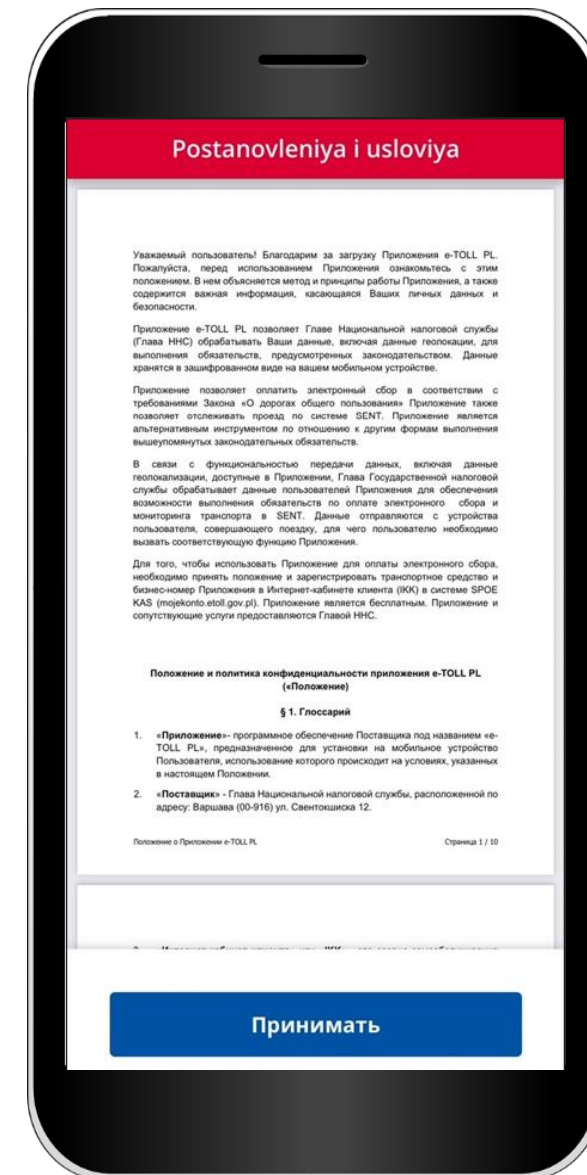 Postanovleniya i usloviya
Уважаемый пользователь! Благодарим за загрузку Приложения e-TOLL PL.
Пожалуйста, перед использованием Приложения ознакомьтесь с этим
положением. В нем объясняется метод и принципы работы Приложения, а также
содержится важная информация, касающаяся Ваших личных данных и
безопасности.
Приложение e-TOLL PL позволяет Главе Национальной налоговой службы
(Глава ННС) обрабатывать Ваши данные, включая данные геолокации, для
выполнения обязательств, предусмотренных законодательством. Данные
хранятся в зашифрованном виде на вашем мобильном устройстве.
Приложение позволяет оплатить электронный сбор в соответствии с
требованиями Закона «О дорогах общего пользования» Приложение также
позволяет отслеживать проезд по системе SENT. Приложение является
альтернативным инструментом по отношению к другим формам выполнения
вышеупомянутых законодательных обязательств.
В связи с функциональностью передачи данных, включая данные
геолокализации, доступные в Приложении, Глава Государственной налоговой
службы обрабатывает данные пользователей Приложения для обеспечения
возможности выполнения обязательств по оплате электронного сбора и
мониторинга транспорта в SENT. Данные отправляются с устройства
пользователя, совершающего поездку, для чего пользователю необходимо
вызвать соответствующую функцию Приложения.
Для того, чтобы использовать Приложение для оплаты электронного сбора,
необходимо принять положение и зарегистрировать транспортное средство и
бизнес-номер Приложения в Интернет-кабинете клиента (IKK) в системе SPOE
KAS (mojekonto.etoll.gov.pl). Приложение является бесплатным. Приложение и
сопутствующие услуги предоставляются Главой ННС.
Положение и политика конфиденциальности приложения e-TOLL PL
(«Положение)
§ 1. Глоссарий
1. «Приложение»- программное обеспечение Поставщика под названием «e-
TOLL PL», предназначенное для установки на мобильное устройство
Пользователя, использование которого происходит на условиях, указанных
в настоящем Положении.
2. «Поставщик» - Глава Национальной налоговой службы, расположенной по
адресу: Варшава (00-916) ул. Свентокшиска 12.
Положение о Приложении e-TOLL PL Страница 1 / 10
Принимать